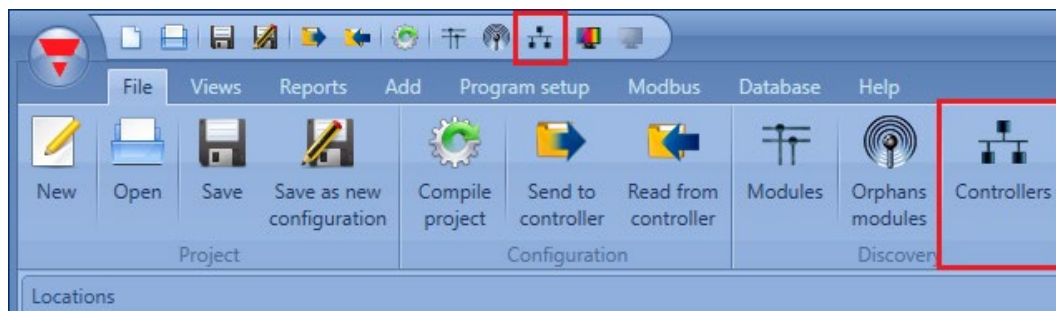 File Views Reports Add Program setup Modbus Database Help
New Open Save Save as new configuration Compile project Send to controller Read from controller Modules Orphans modules Controllers
Project Configuration Discovery
Locations